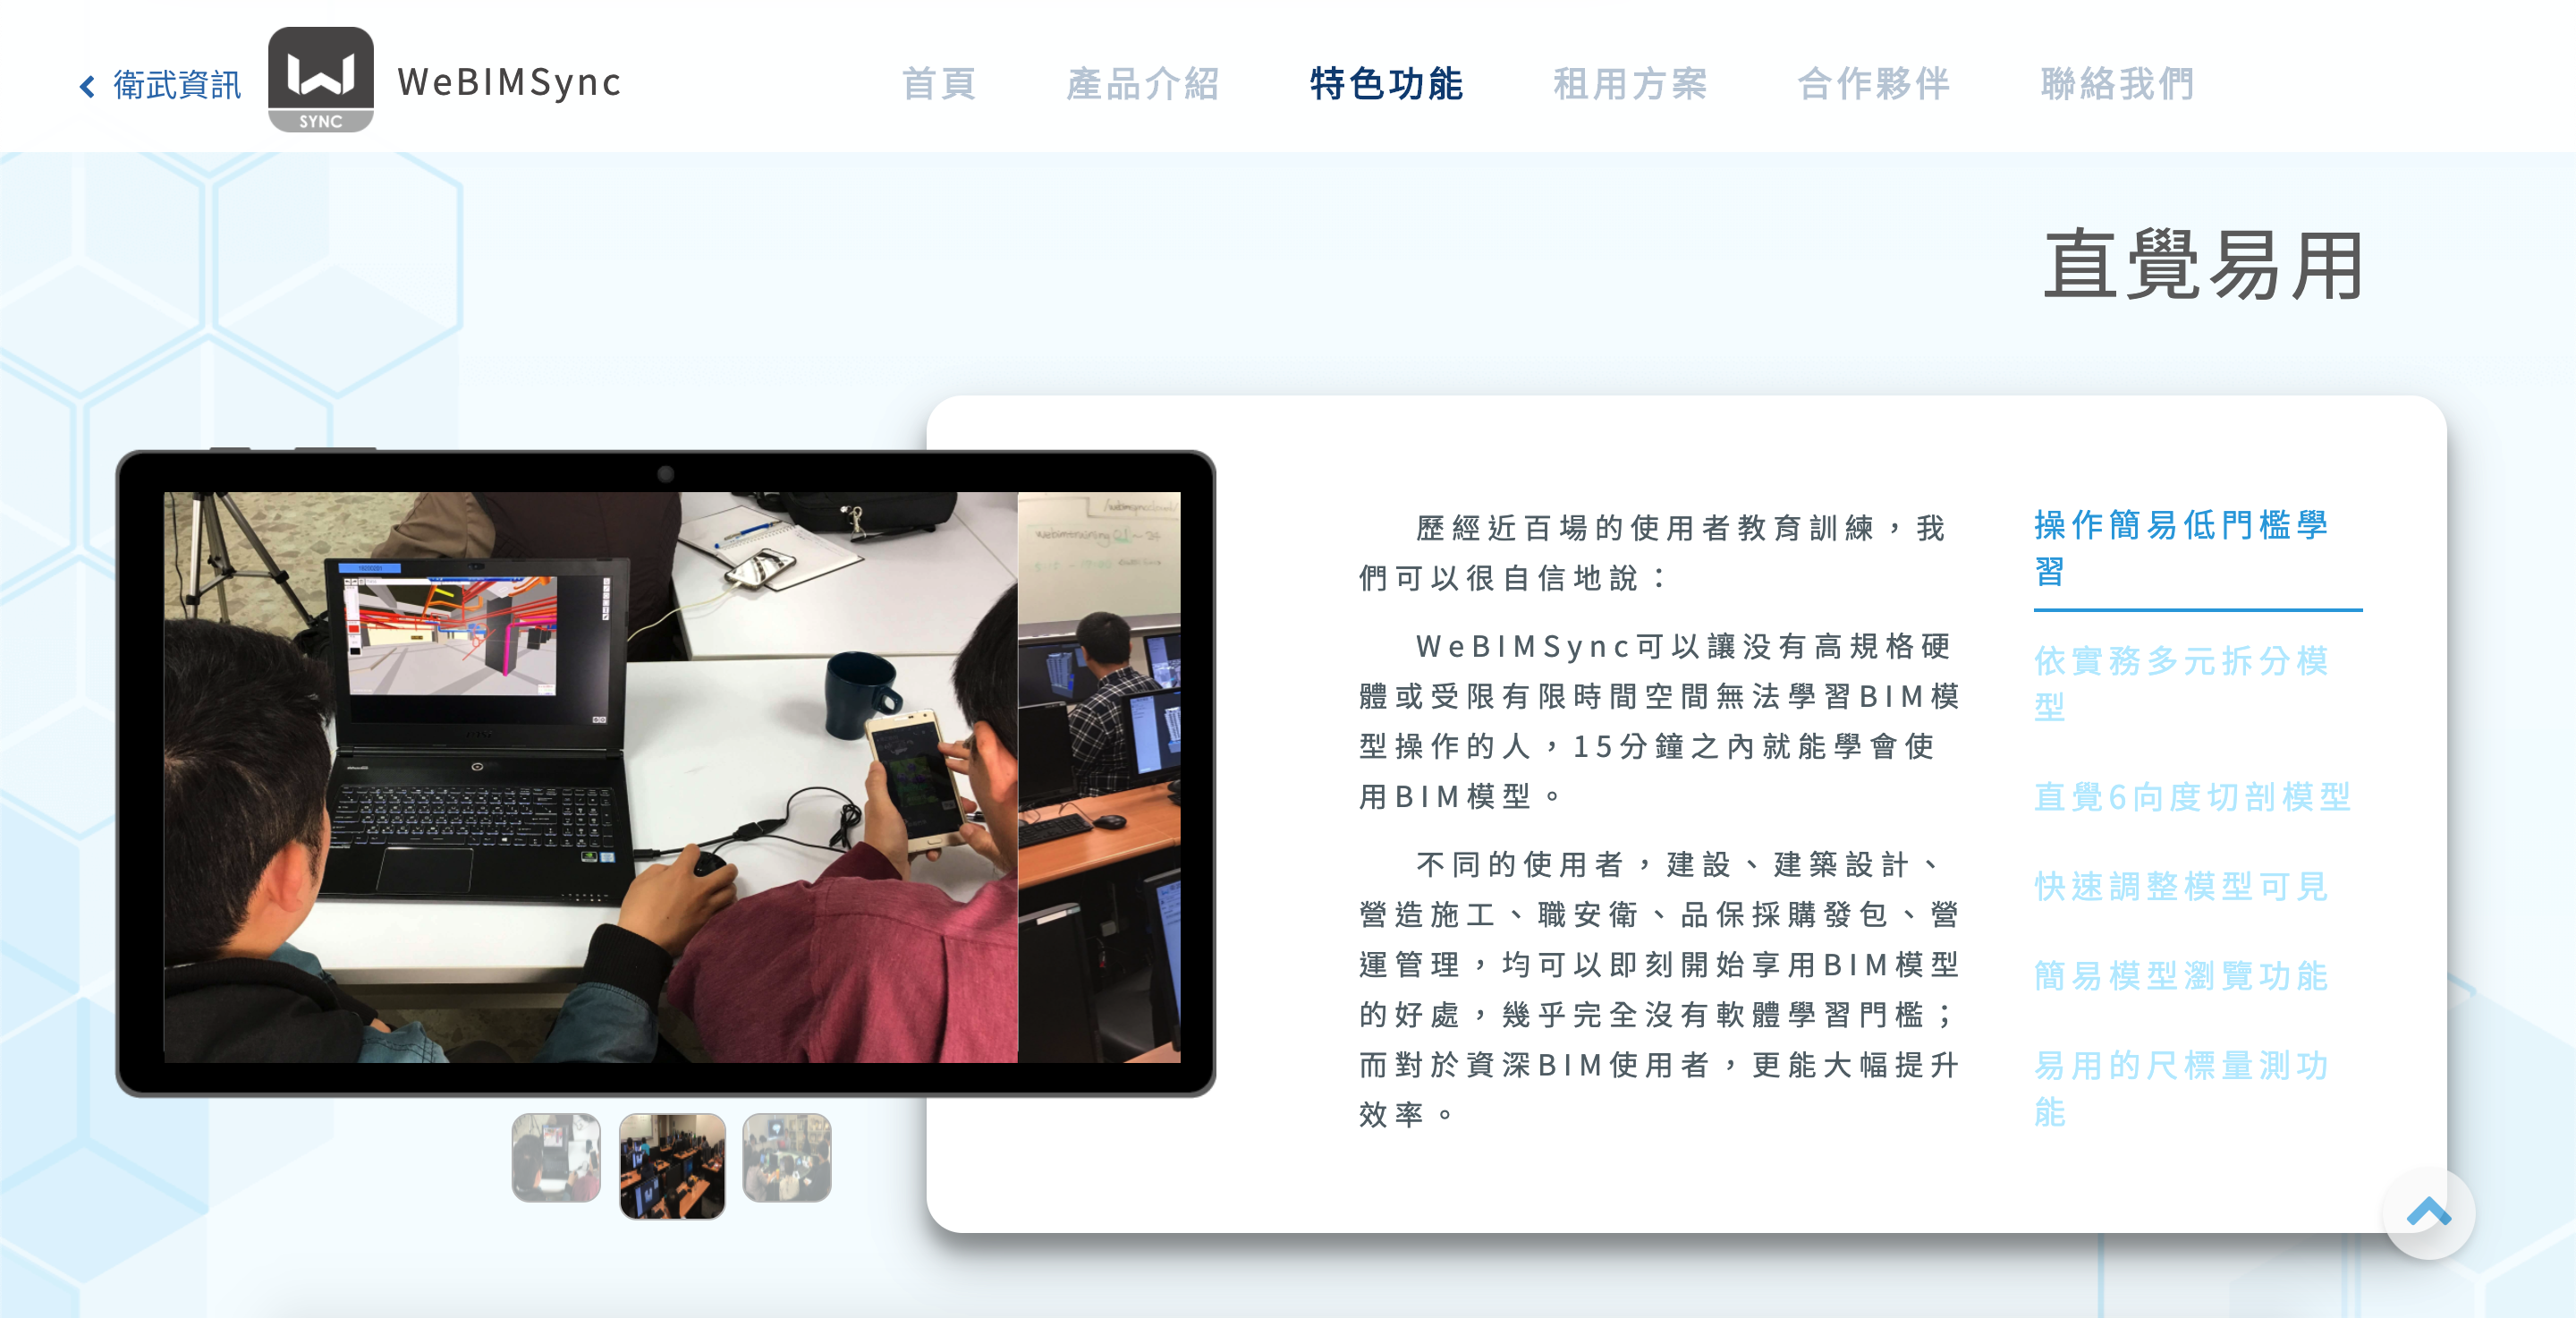 衛武資訊
SYNC
WeBIMSync
首頁
產品介紹
特色功能
租用方案
合作夥伴
聯絡我們
直覺易用
歷經近百場的使用者教育訓練，我
們可以很自信地說：
WeBIMSync可以讓没有高規格硬
體或受限有限時間空間無法學習BIM模
型操作的人，15分鐘之內就能學會使
用BIM模型。
不同的使用者，建設、建築設計、
營造施工、職安衛、品保採購發包、營
運管理，均可以即刻開始享用BIM模型
的好處，幾乎完全沒有軟體學習門檻；
而對於資深BIM使用者，更能大幅提升
效率。
操作簡易低門檻學
習
依實務多元拆分模
型
直覺6向度切剖模型
快速調整模型可見
簡易模型瀏覽功能
易用的尺標量測功
能